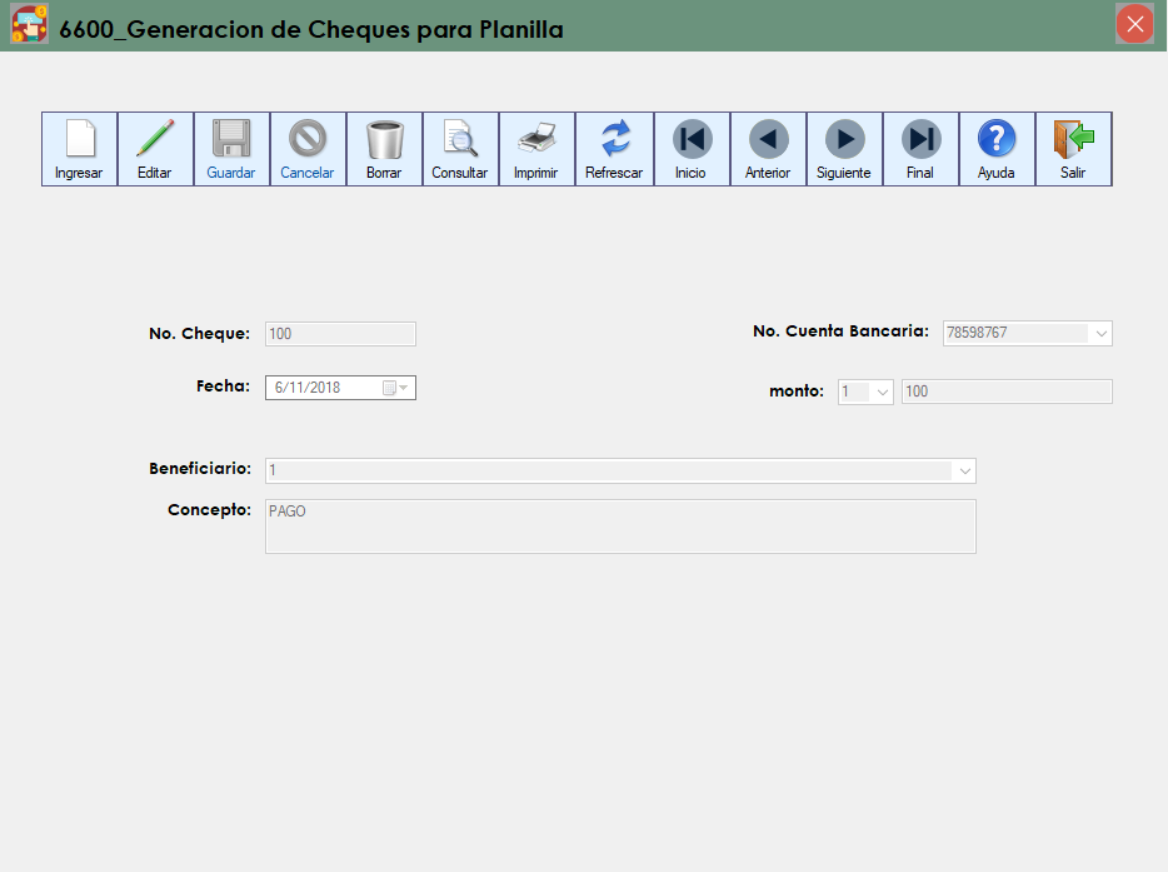 6600_Generacion de Cheques para Planilla
Ingresar Editar Guardar Cancelar Borrar Consultar Imprimir Refrescar Inicio Anterior Siguiente Final Ayuda Salir
No. Cheque: 100 No. Cuenta Bancaria: 78598767
Fecha: 6/11/2018 monto: 1 100
Beneficiario: 1
Concepto: PAGO